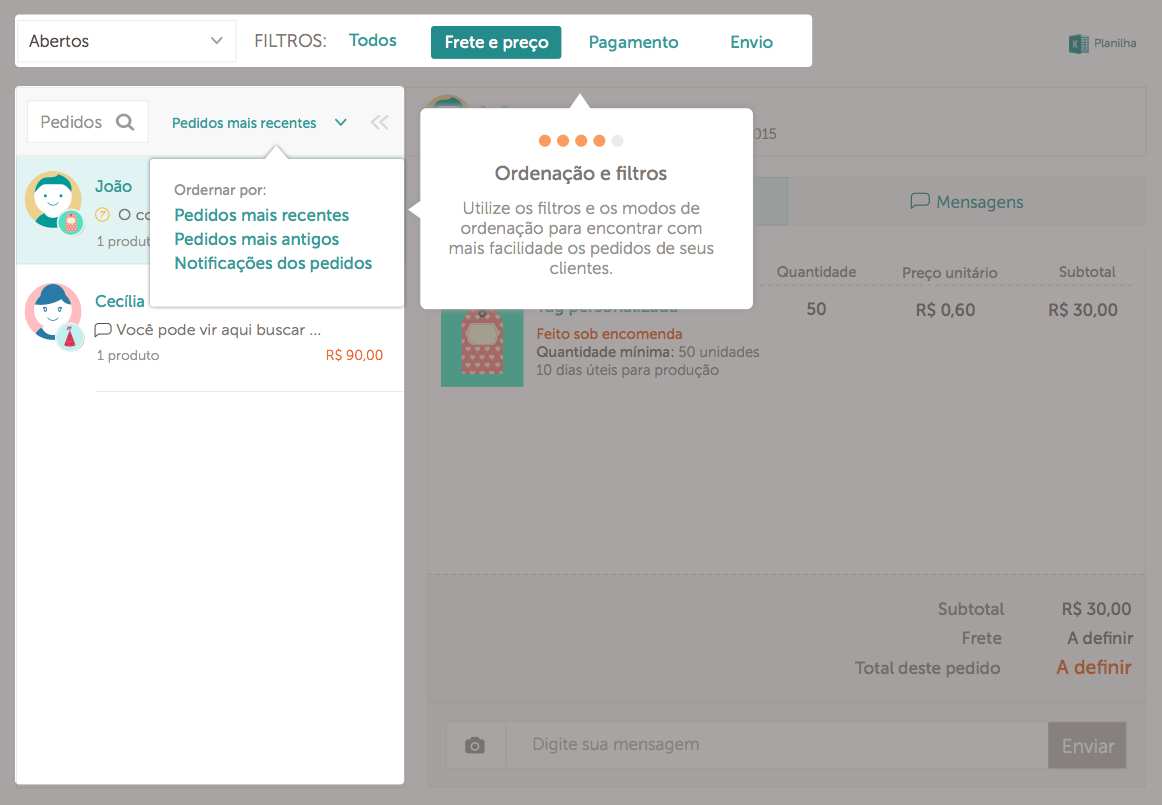 Abertos
FILTROS: Todos Frete e preço Pagamento Envio
Planilha
Pedidos
Pedidos mais recentes
João
?
O co
1 produt
Ordernar por:
Pedidos mais recentes
Pedidos mais antigos
Notificações dos pedidos
Cecília
Você pode vir aqui buscar ...
1 produto R$ 90,00
015
Ordenação e filtros
Utilize os filtros e os modos de
ordenação para encontrar com
mais facilidade os pedidos de seus
clientes.
Mensagens
Quantidade Preço unitário Subtotal
Tag personalizada 50 R$ 0,60 R$ 30,00
Feito sob encomenda
Quantidade mínima: 50 unidades
10 dias úteis para produção
Subtotal R$ 30,00
Frete A definir
Total deste pedido A definir
Digite sua mensagem Enviar